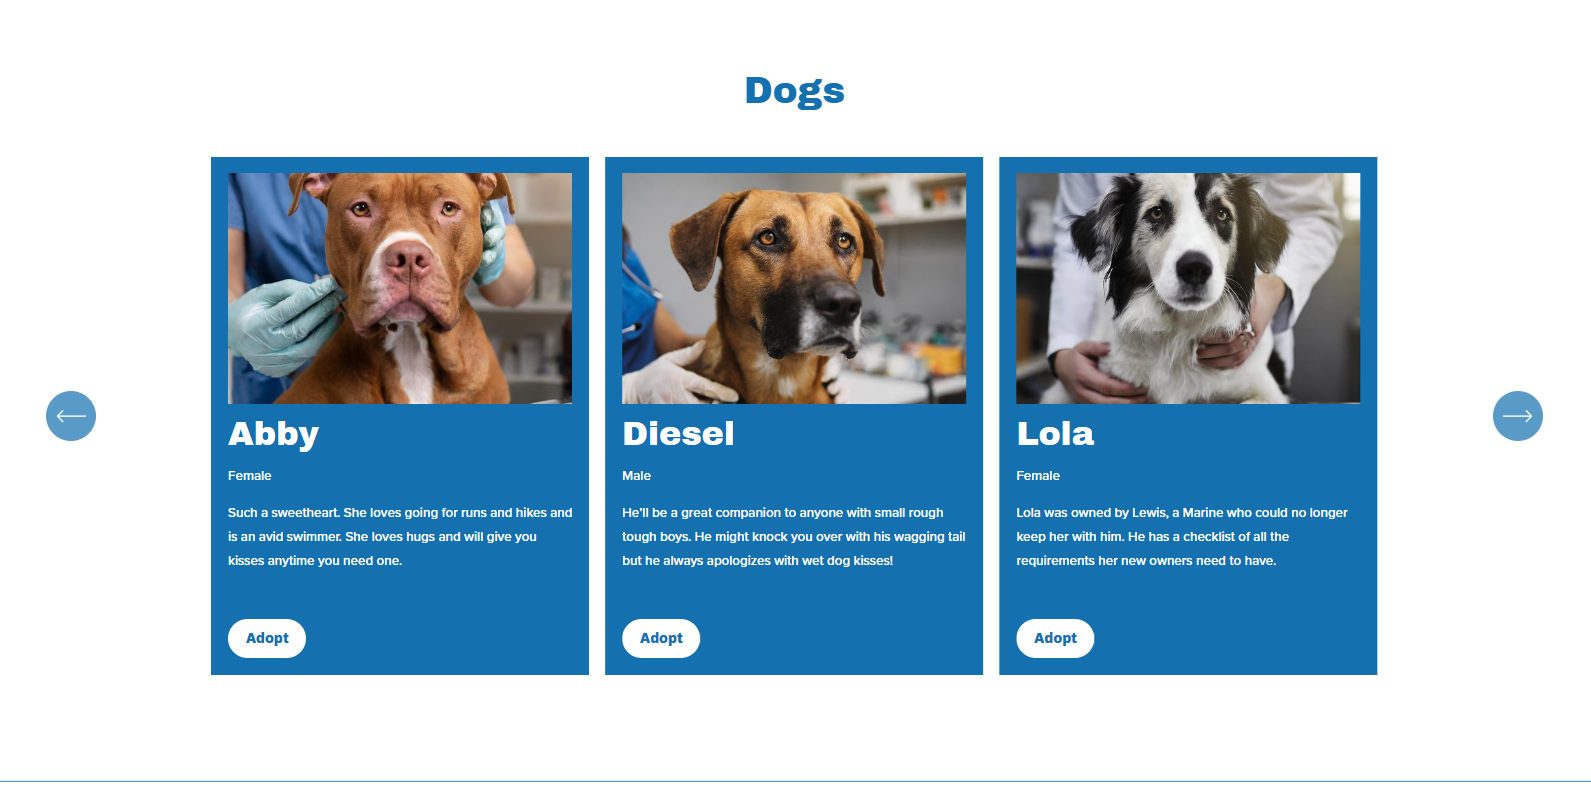 Dogs
Abby
Female
Such a sweetheart. She loves going for runs and hikes and
is an avid swimmer. She loves hugs and will give you
kisses anytime you need one.
Adopt
Diesel
Male
He'll be a great companion to anyone with small rough
tough boys. He might knock you over with his wagging tail
but he always apologizes with wet dog kisses!
Adopt
Lola
Female
Lola was owned by Lewis, a Marine who could no longer
keep her with him. He has a checklist of all the
requirements her new owners need to have.
Adopt